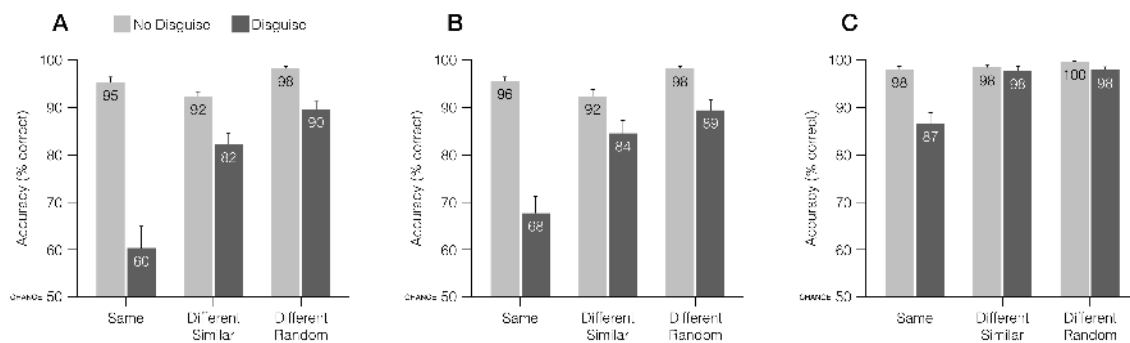 A
No Disguise
Disguise
Accuracy (% correct)
100
90
80
70
60
50
CHANCE
95
60
92
82
98
90
Same
Different
Similar
Different
Random
B
Accuracy (% correct)
100
90
80
70
60
50
CHANCE
96
68
92
84
98
89
Same
Different
Similar
Different
Random
C
Accuracy (% correct)
100
90
80
70
60
50
CHANCE
98
87
98
98
100
98
Same
Different
Similar
Different
Random